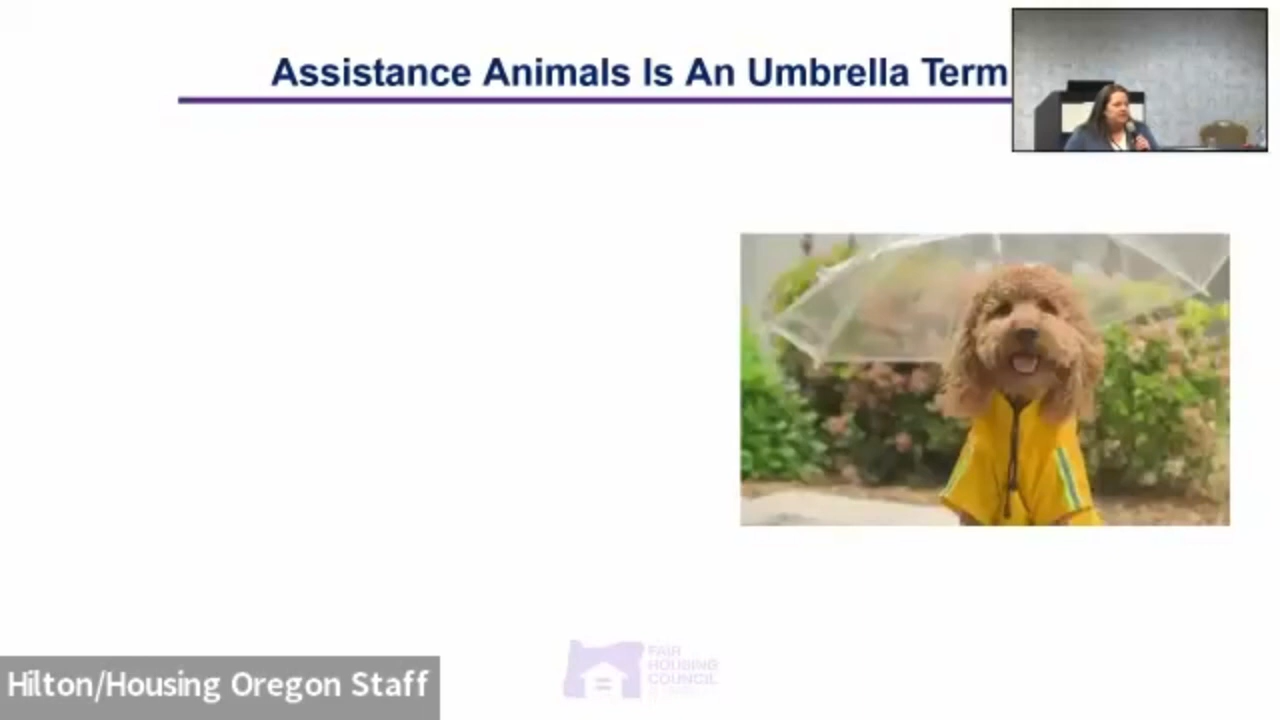 Assistance Animals Is An Umbrella Term
FAIR
HOUSING
COUNCIL
Hilton/Housing Oregon Staff